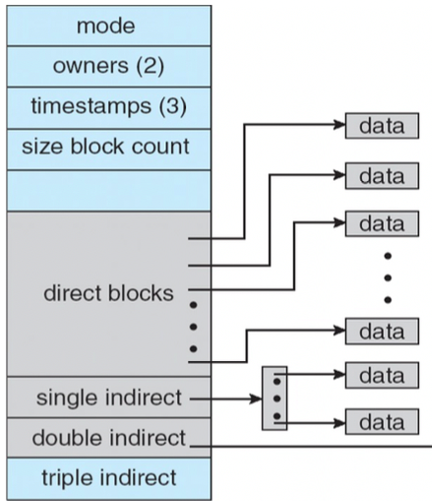 mode
owners (2)
timestamps (3)
size block count
data
data
data
direct blocks
data
single indirect
data
double indirect
data
triple indirect